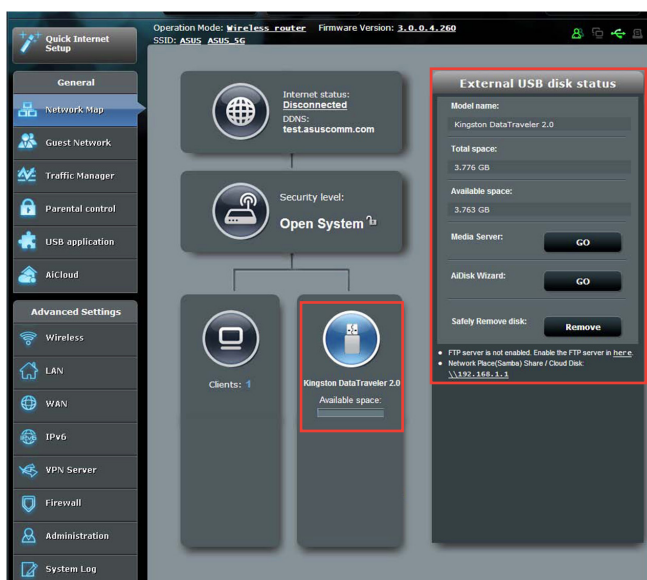 Quick Internet
Setup
Operation Mode: Wireless router Firmware Version: 3.0.0.4.260
SSID: ASUS ASUS_5G
General
Network Map
Guest Network
Traffic Manager
Parental control
USB application
AiCloud
Advanced Settings
Wireless
LAN
WAN
IPv6
VPN Server
Firewall
Administration
System Log
Internet status:
Disconnected
DDNS:
test.asuscomm.com
Security level:
Open System
Clients: 1
Kingston DataTraveler 2.0
Available space:
External USB disk status
Model name:
Kingston DataTraveler 2.0
Total space:
3.776 GB
Available space:
3.763 GB
Media Server: GO
AiDisk Wizard: GO
Safely Remove disk: Remove
FTP server is not enabled. Enable the FTP server in here.
Network Place(Samba) Share / Cloud Disk:
\\192.168.1.1